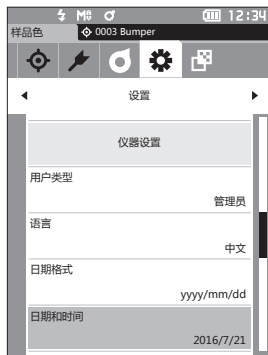 12:34
样品色 0003 Bumper
设置
仪器设置
用户类型
管理员
语言
中文
日期格式
yyyy/mm/dd
日期和时间
2016/7/21